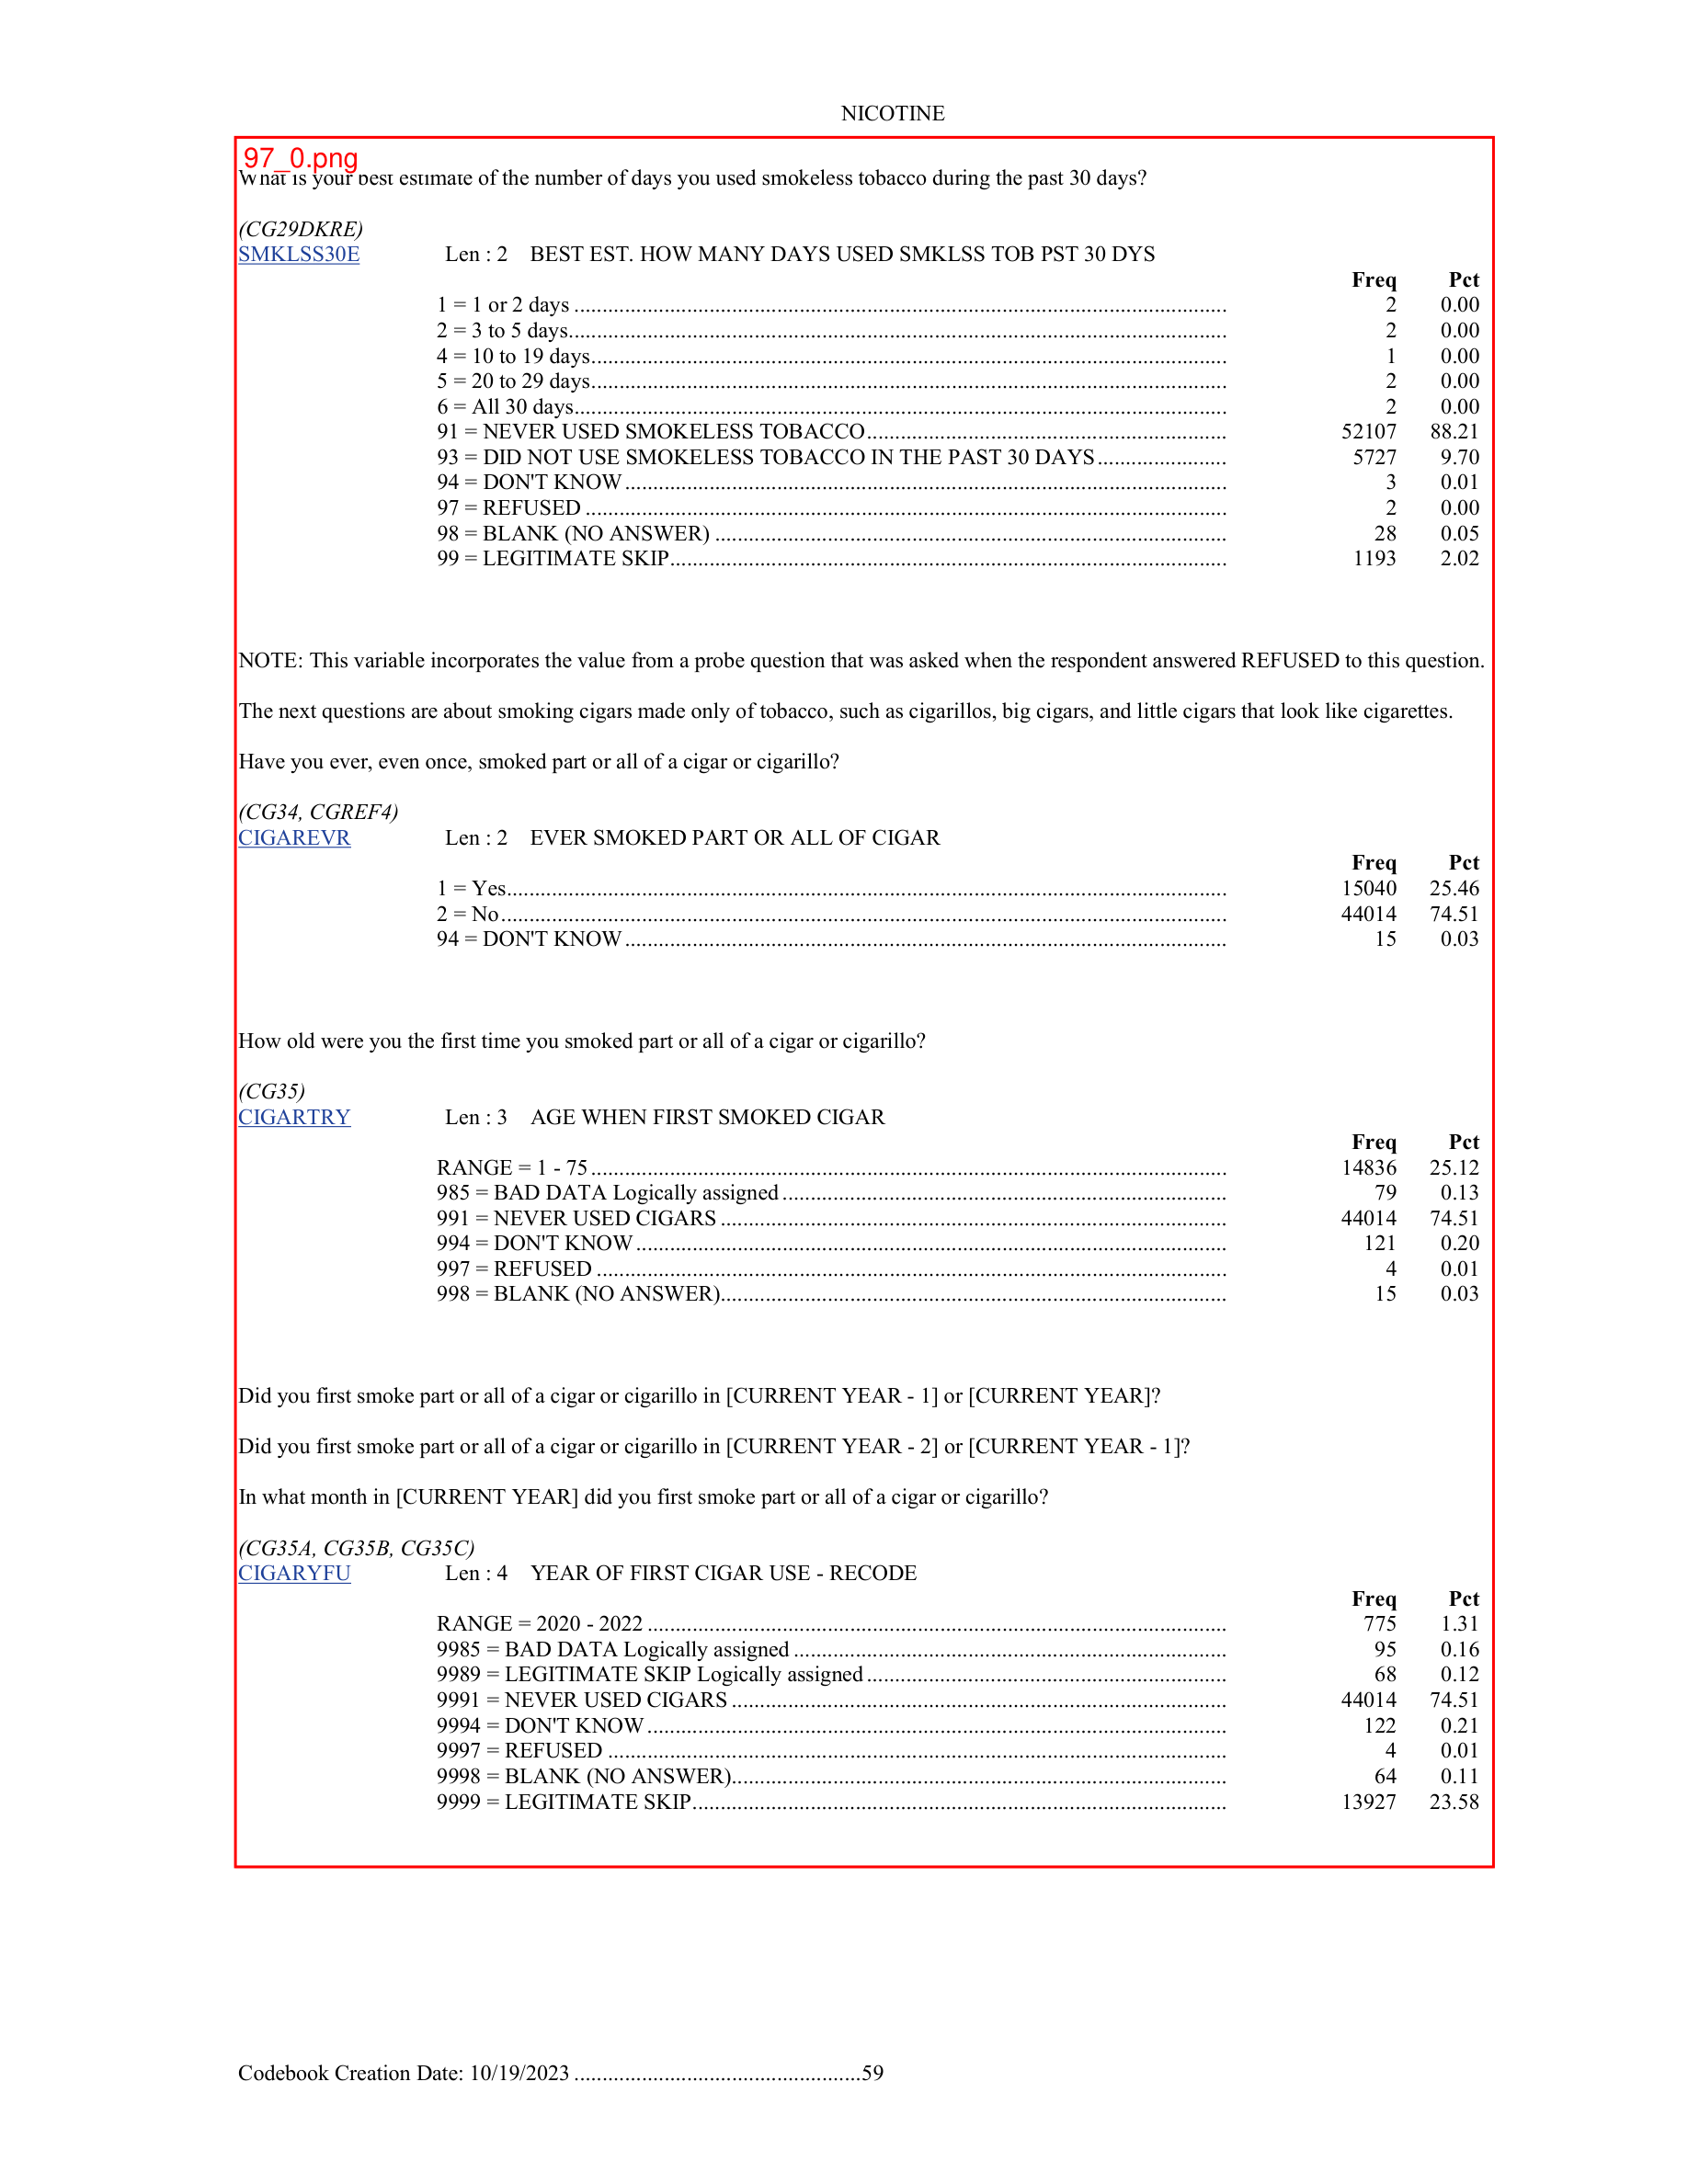 NICOTINE
97_0.png
What is your best estimate of the number of days you used smokeless tobacco during the past 30 days?
(CG29DKRE)
SMKLSS30E Len : 2 BEST EST. HOW MANY DAYS USED SMKLSS TOB PST 30 DYS
Freq Pct
1 = 1 or 2 days 2 0.00
2 = 3 to 5 days 2 0.00
4 = 10 to 19 days 1 0.00
5 = 20 to 29 days 2 0.00
6 = All 30 days 2 0.00
91 = NEVER USED SMOKELESS TOBACCO 52107 88.21
93 = DID NOT USE SMOKELESS TOBACCO IN THE PAST 30 DAYS 5727 9.70
94 = DON'T KNOW 3 0.01
97 = REFUSED 2 0.00
98 = BLANK (NO ANSWER) 28 0.05
99 = LEGITIMATE SKIP 1193 2.02
NOTE: This variable incorporates the value from a probe question that was asked when the respondent answered REFUSED to this question.
The next questions are about smoking cigars made only of tobacco, such as cigarillos, big cigars, and little cigars that look like cigarettes.
Have you ever, even once, smoked part or all of a cigar or cigarillo?
(CG34, CGREF4)
CIGAREVR Len : 2 EVER SMOKED PART OR ALL OF CIGAR
Freq Pct
1 = Yes 15040 25.46
2 = No 44014 74.51
94 = DON'T KNOW 15 0.03
How old were you the first time you smoked part or all of a cigar or cigarillo?
(CG35)
CIGARTRY Len : 3 AGE WHEN FIRST SMOKED CIGAR
Freq Pct
RANGE = 1 - 75 14836 25.12
985 = BAD DATA Logically assigned 79 0.13
991 = NEVER USED CIGARS 44014 74.51
994 = DON'T KNOW 121 0.20
997 = REFUSED 4 0.01
998 = BLANK (NO ANSWER) 15 0.03
Did you first smoke part or all of a cigar or cigarillo in [CURRENT YEAR - 1] or [CURRENT YEAR]?
Did you first smoke part or all of a cigar or cigarillo in [CURRENT YEAR - 2] or [CURRENT YEAR - 1]?
In what month in [CURRENT YEAR] did you first smoke part or all of a cigar or cigarillo?
(CG35A, CG35B, CG35C)
CIGARYFU Len : 4 YEAR OF FIRST CIGAR USE - RECODE
Freq Pct
RANGE = 2020 - 2022 775 1.31
9985 = BAD DATA Logically assigned 95 0.16
9989 = LEGITIMATE SKIP Logically assigned 68 0.12
9991 = NEVER USED CIGARS 44014 74.51
9994 = DON'T KNOW 122 0.21
9997 = REFUSED 4 0.01
9998 = BLANK (NO ANSWER) 64 0.11
9999 = LEGITIMATE SKIP 13927 23.58
Codebook Creation Date: 10/19/2023 59